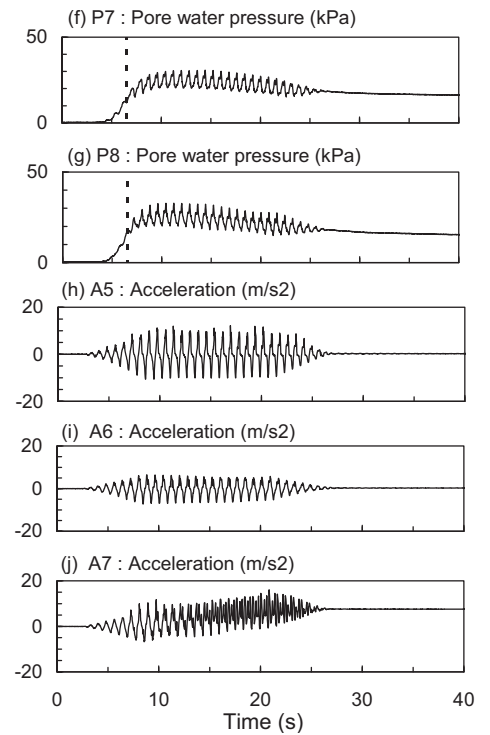 (f) P7 : Pore water pressure (kPa)
50
0
(g) P8 : Pore water pressure (kPa)
50
0
(h) A5 : Acceleration (m/s2)
20
0
-20
(i) A6 : Acceleration (m/s2)
20
0
-20
(j) A7 : Acceleration (m/s2)
20
0
-20
0 10 20 30 40
Time (s)